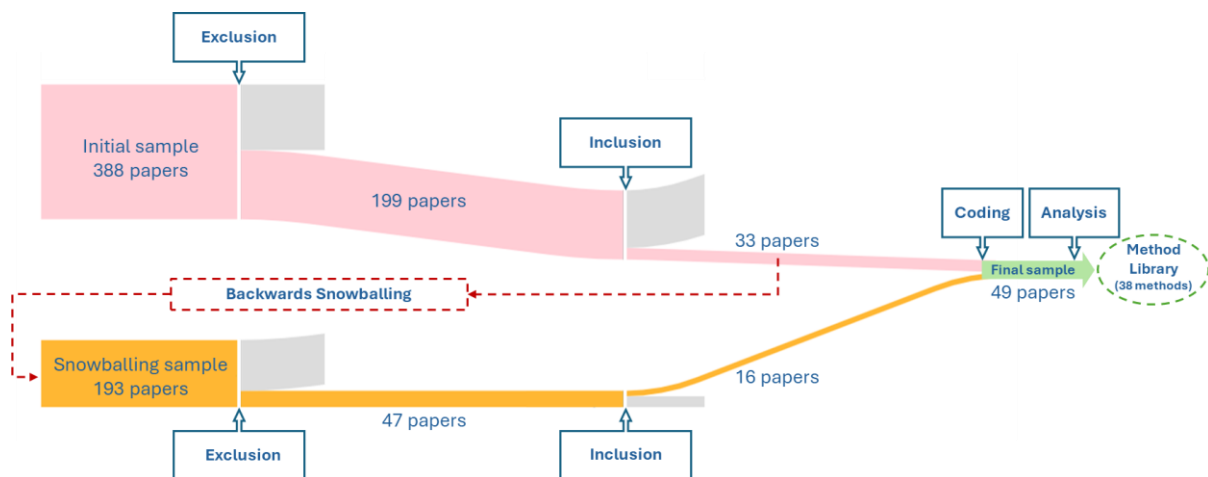 Exclusion
Initial sample
388 papers
199 papers
Inclusion
33 papers
Coding
Analysis
Final sample
49 papers
Method
Library
(38 methods)
Backwards Snowballing
Snowballing sample
193 papers
47 papers
16 papers
Exclusion
Inclusion